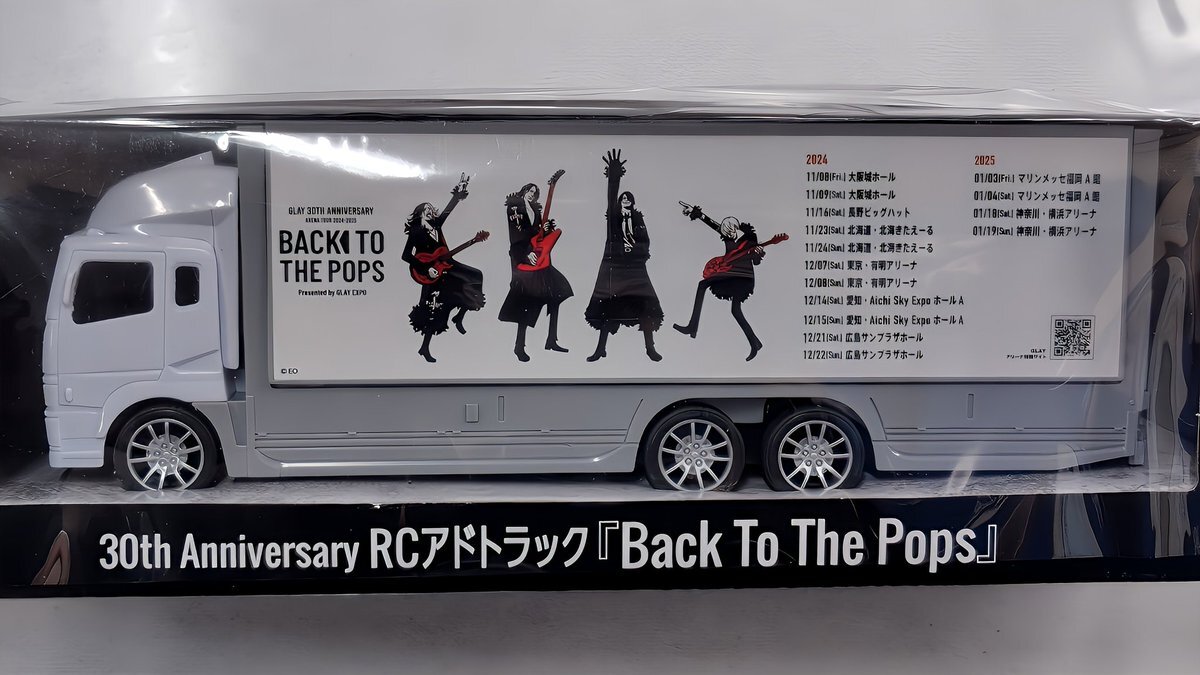 GLAY 30TH ANNIVERSARY
ARENA TOUR 2024-2025
BACK TO
THE POPS
Presented by GLAY EXPO
©EO
2024
11/08[Fri.] 大阪城ホール
11/09[Sat.] 大阪城ホール
11/16[Sat.] 長野ビッグハット
11/23[Sat.] 北海道・北海きたえーる
11/24[Sun.] 北海道・北海きたえーる
12/07[Sat.] 東京・有明アリーナ
12/08[Sun.] 東京・有明アリーナ
12/14[Sat.] 愛知・Aichi Sky Expo ホールA
12/15[Sun.] 愛知・Aichi Sky Expo ホールA
12/21[Sat.] 広島サンプラザホール
12/22[Sun.] 広島サンプラザホール
2025
01/03[Fri.] マリンメッセ福岡 A館
01/04[Sat.] マリンメッセ福岡 A館
01/18[Sat.] 神奈川・横浜アリーナ
01/19[Sun.] 神奈川・横浜アリーナ
GLAY
アリーナ特設サイト
30th Anniversary RCアドトラック『Back To The Pops』